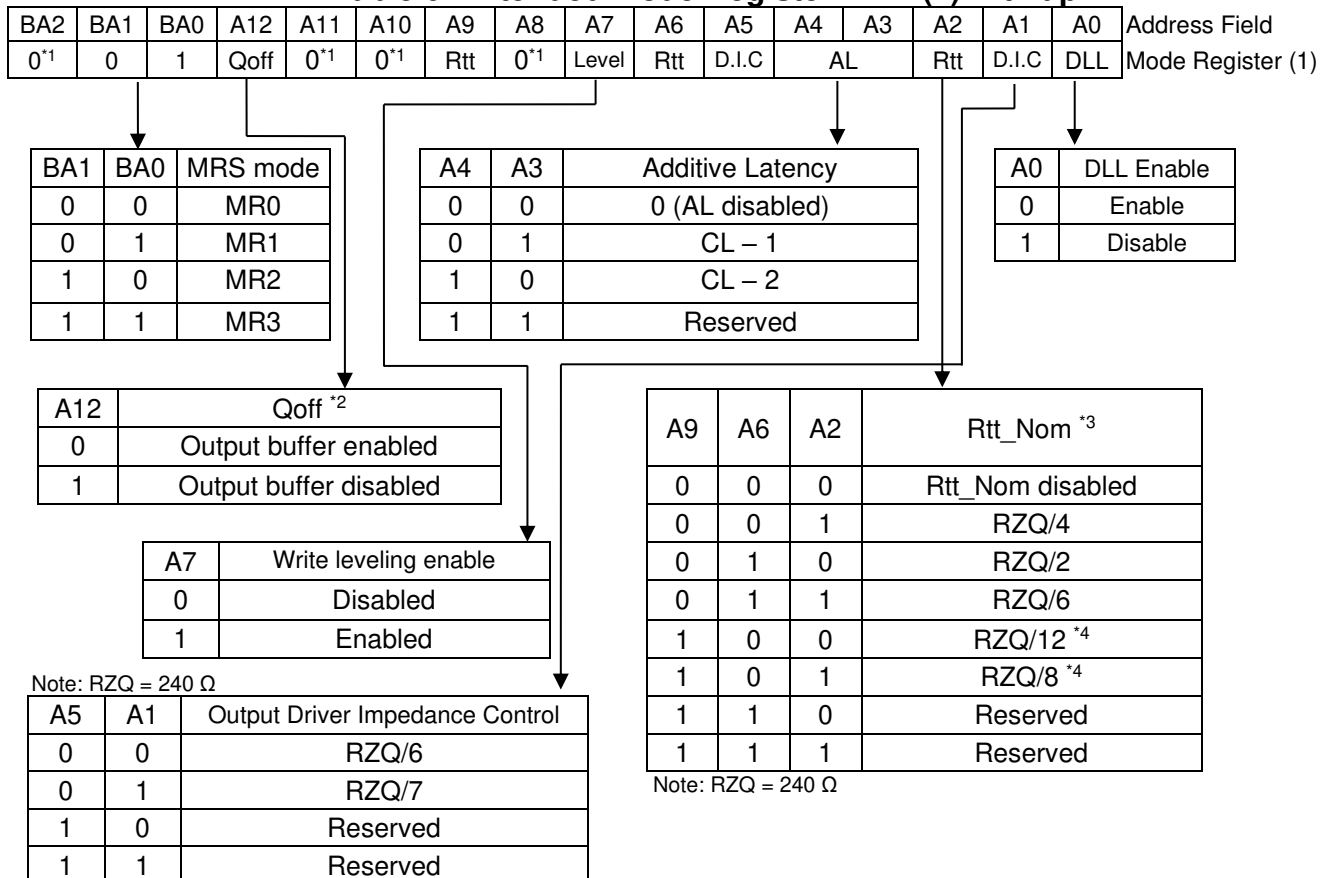 BA2 BA1 BA0 A12 A11 A10 A9 A8 A7 A6 A5 A4 A3 A2 A1 A0 Address Field
0*1 0 1 Qoff 0*1 0*1 Rtt 0*1 Level Rtt D.I.C AL Rtt D.I.C DLL Mode Register (1)
BA1 BA0 MRS mode
0 0 MR0
0 1 MR1
1 0 MR2
1 1 MR3
A4 A3 Additive Latency
0 0 0 (AL disabled)
0 1 CL – 1
1 0 CL – 2
1 1 Reserved
A0 DLL Enable
0 Enable
1 Disable
A12 Qoff *2
0 Output buffer enabled
1 Output buffer disabled
A9 A6 A2 Rtt_Nom *3
0 0 0 Rtt_Nom disabled
0 0 1 RZQ/4
0 1 0 RZQ/2
0 1 1 RZQ/6
1 0 0 RZQ/12 *4
1 0 1 RZQ/8 *4
1 1 0 Reserved
1 1 1 Reserved
Note: RZQ = 240 Ω
A7 Write leveling enable
0 Disabled
1 Enabled
Note: RZQ = 240 Ω
A5 A1 Output Driver Impedance Control
0 0 RZQ/6
0 1 RZQ/7
1 0 Reserved
1 1 Reserved